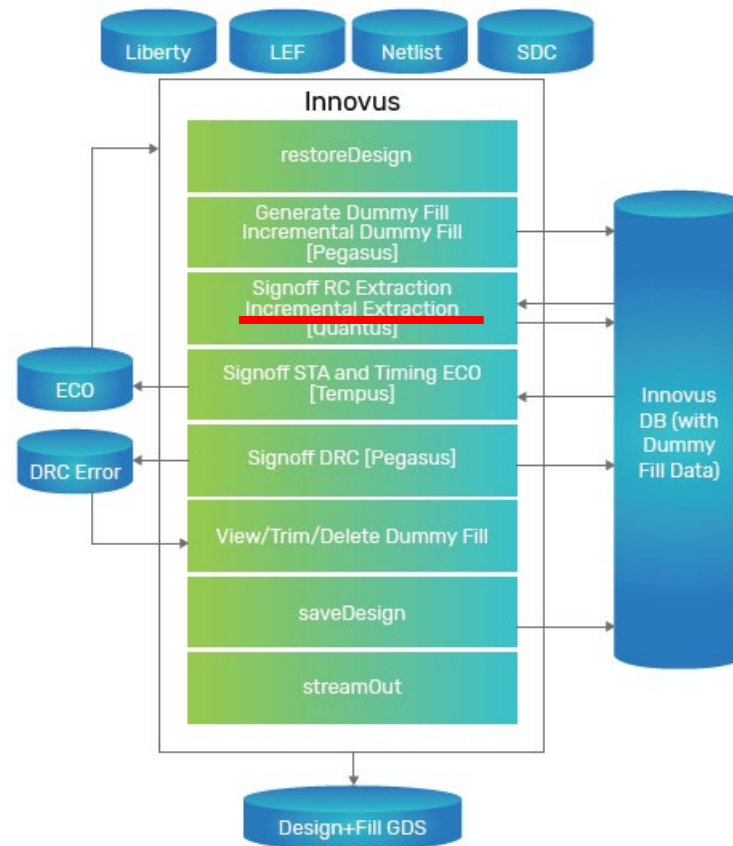 Liberty
LEF
Netlist
SDC
Innovus
restoreDesign
Generate Dummy Fill
Incremental Dummy Fill
[Pegasus]
Signoff RC Extraction
Incremental Extraction
[Quantus]
Signoff STA and Timing ECO
[Tempus]
ECO
Signoff DRC [Pegasus]
DRC Error
View/Trim/Delete Dummy Fill
saveDesign
streamOut
Innovus
DB (with
Dummy
Fill Data)
Design+Fill GDS